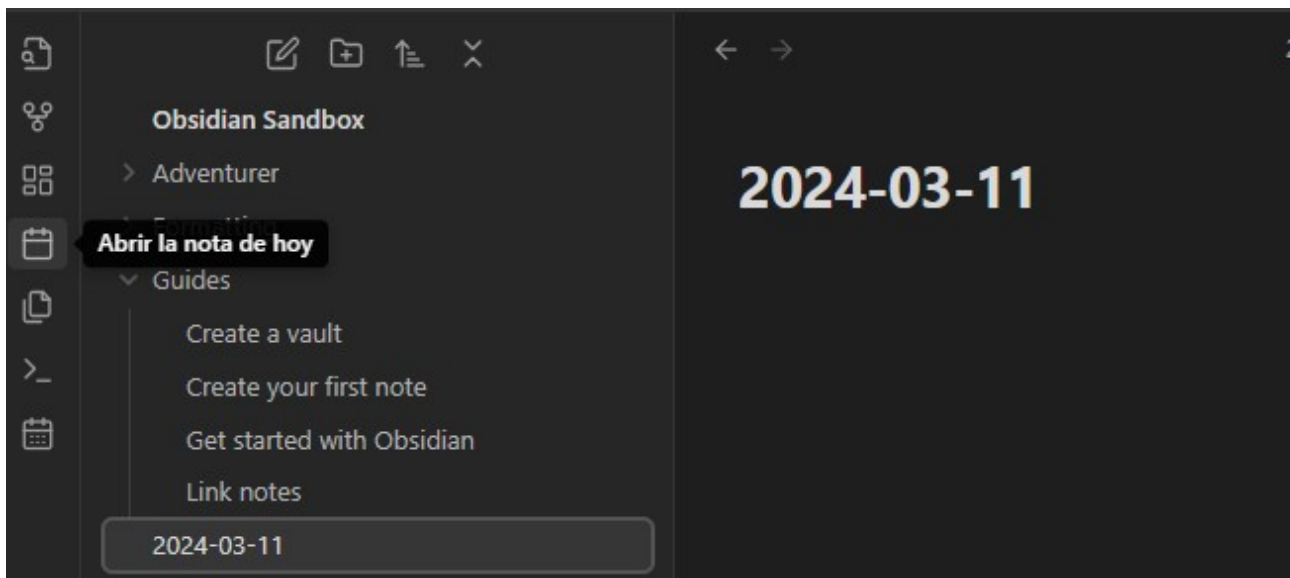 Obsidian Sandbox
Adventurer
Formatting
Abrir la nota de hoy
Guides
Create a vault
Create your first note
Get started with Obsidian
Link notes
2024-03-11
2024-03-11